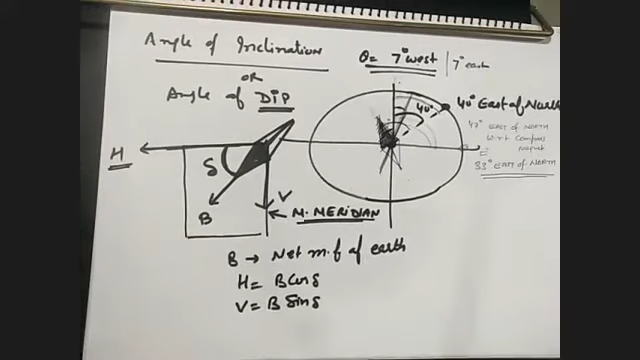 Angle of Inclination
OR
Angle of DIP
θ = 7° west | 7° east
40°
40° East of North
47° EAST of NORTH
w.r.t Compass
Magnet
E
33° EAST of NORTH
H
δ
B
V
M. MERIDIAN
B → Net m.f of earth
H = B cos δ
V = B sin δ